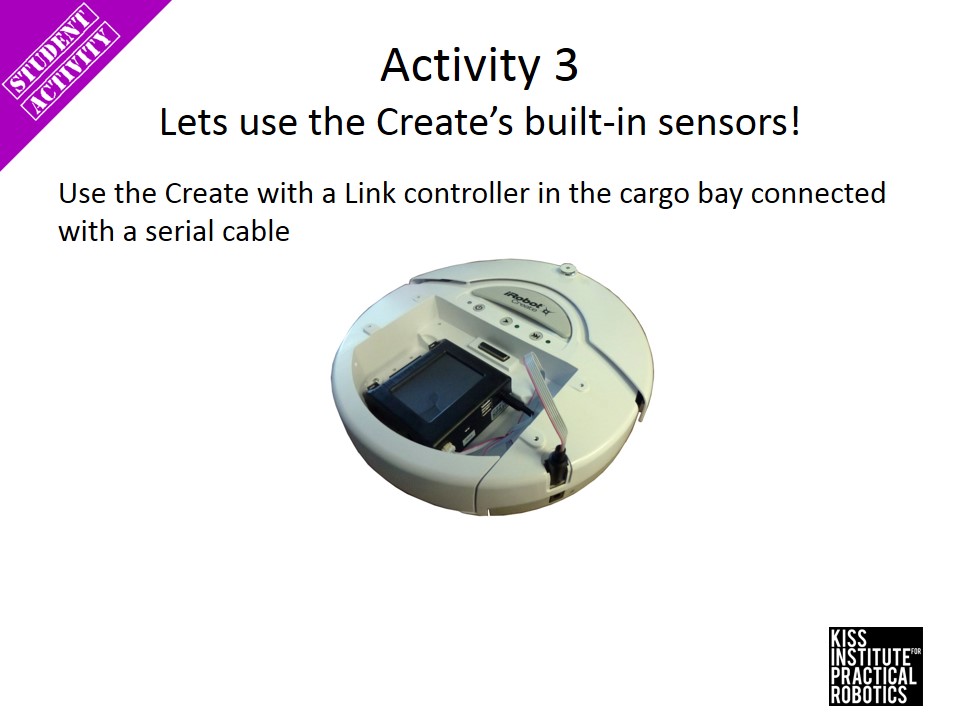 STUDENT
ACTIVITY
Activity 3
Lets use the Create’s built-in sensors!
Use the Create with a Link controller in the cargo bay connected
with a serial cable
iRobot
Create
KISS
INSTITUTE FOR
PRACTICAL
ROBOTICS